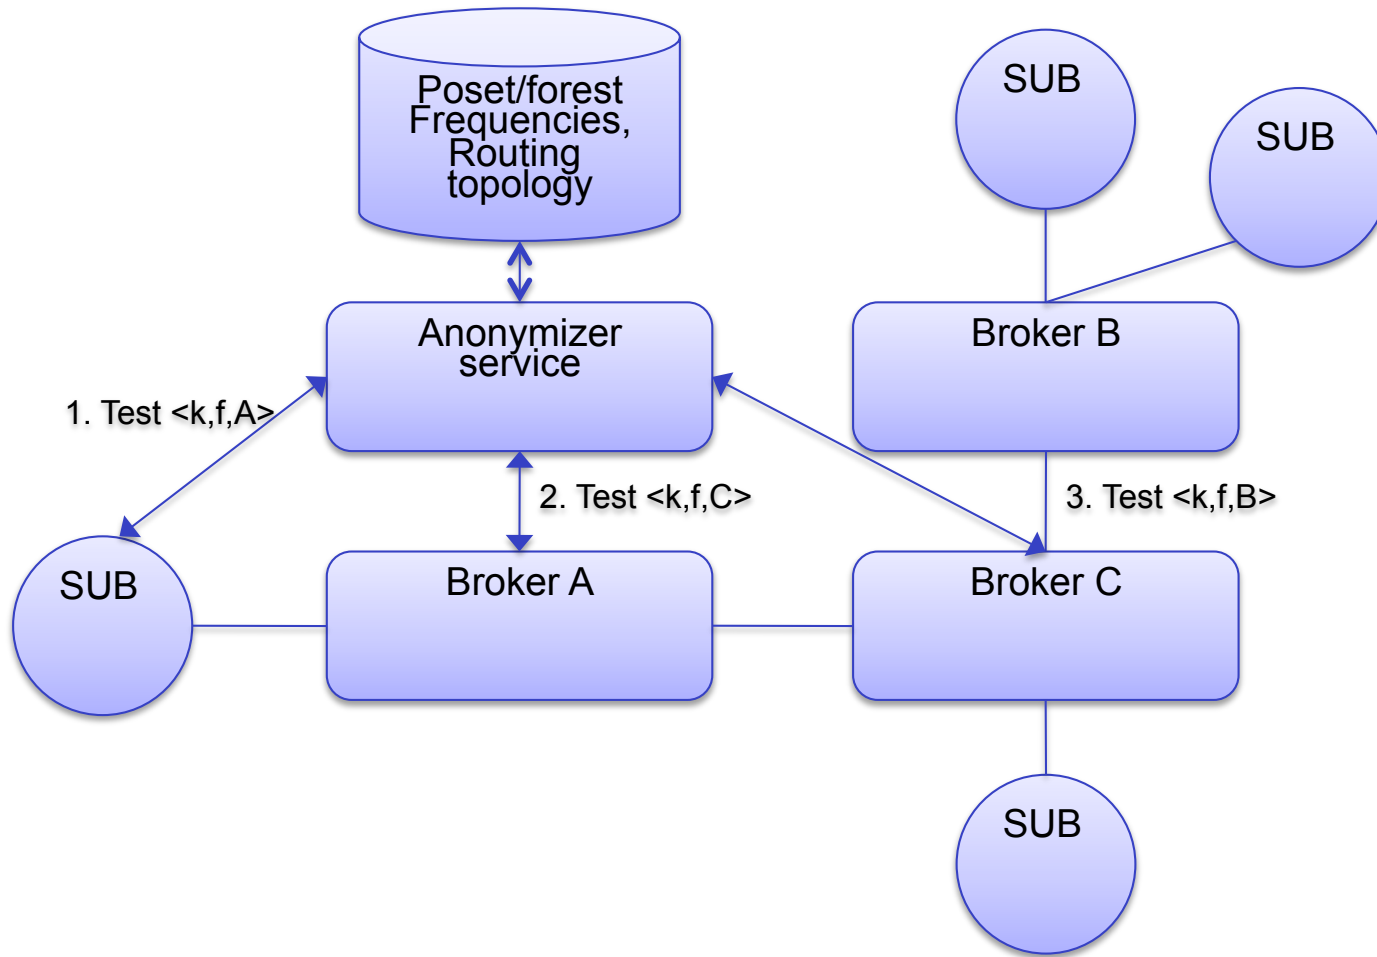 Poset/forest
Frequencies,
Routing
topology
SUB
SUB
Anonymizer
service
Broker B
1. Test <k,f,A>
2. Test <k,f,C>
3. Test <k,f,B>
SUB
Broker A
Broker C
SUB